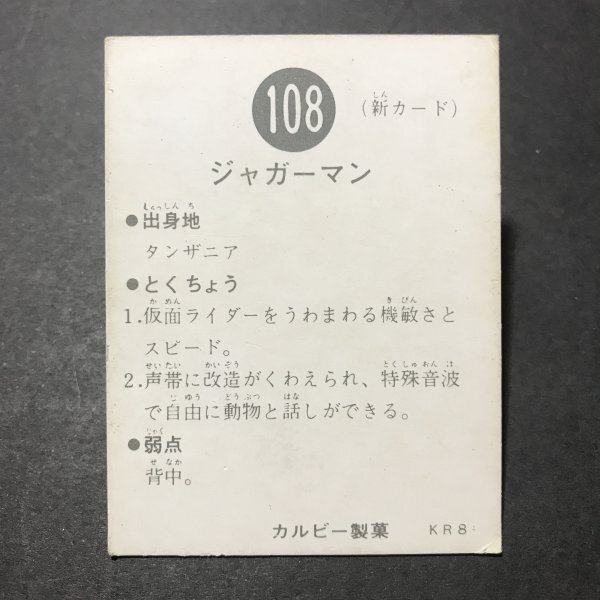 108
(新カード)
ジャガーマン
●出身地
タンザニア
●とくちょう
1.仮面ライダーをうわまわる機敏さと
スピード。
2.声帯に改造がくわえられ、特殊音波
で自由に動物と話しができる。
●弱点
背中。
カルビー製菓 KR8